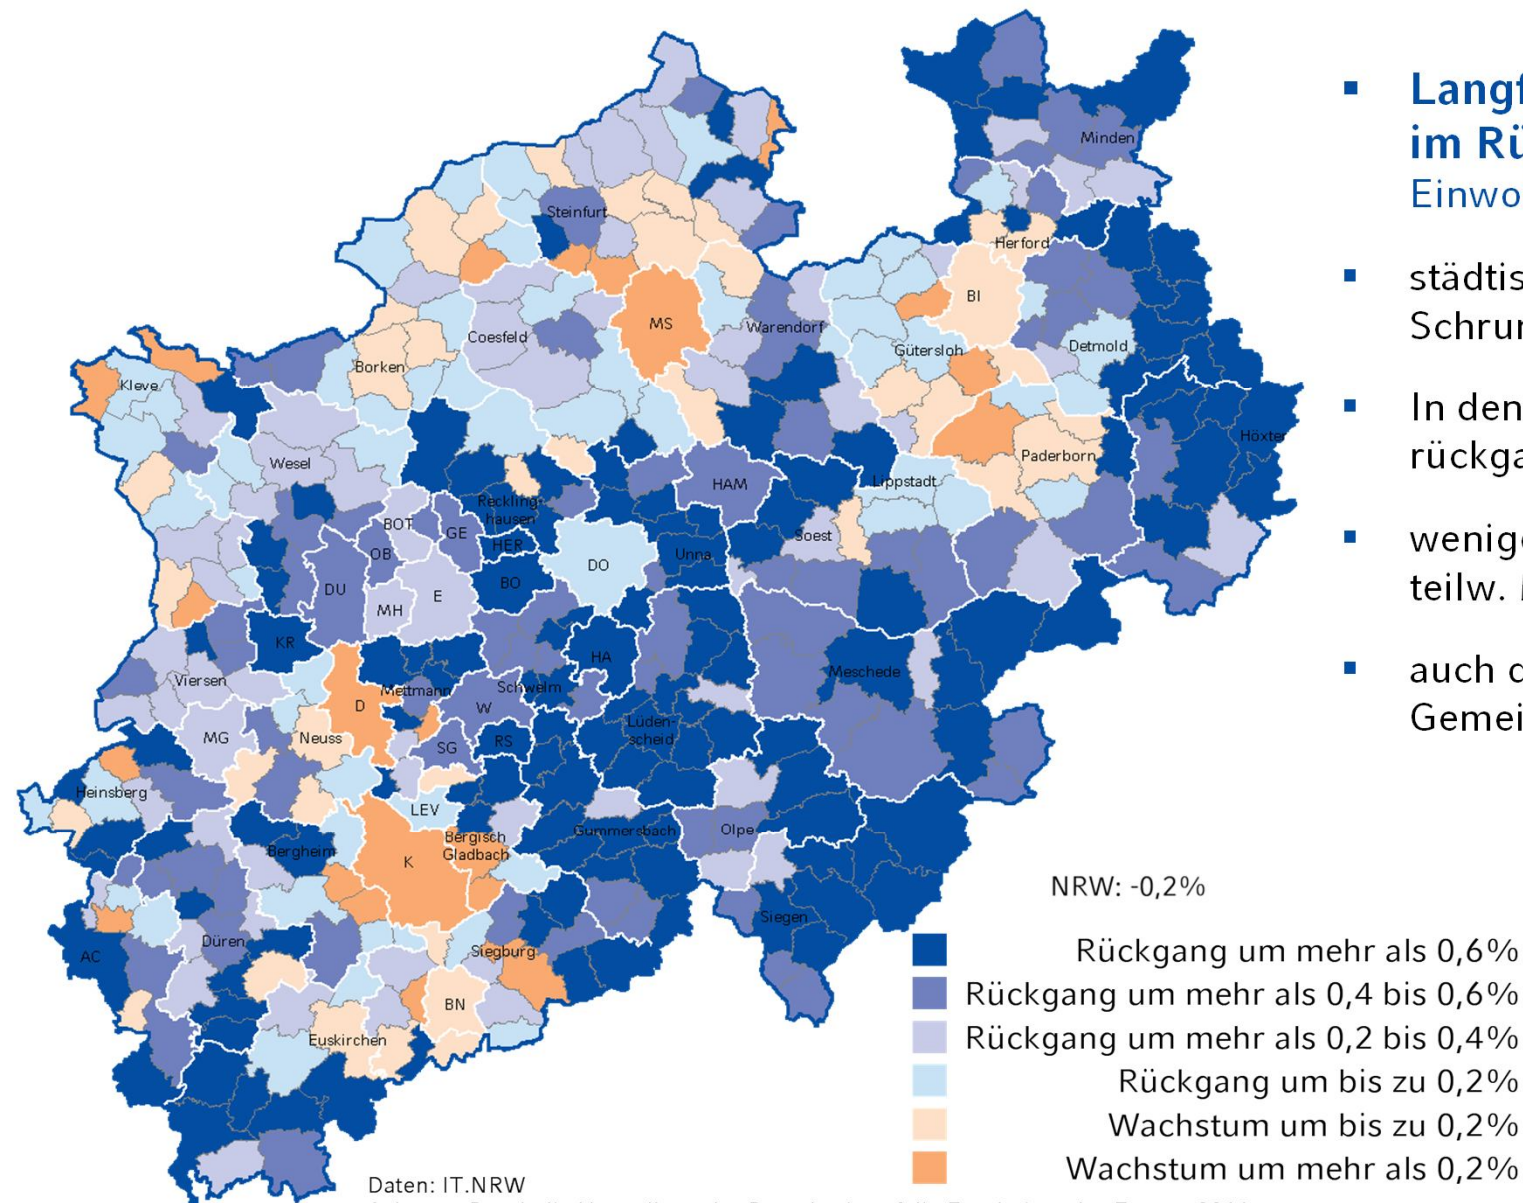 Minden
Steinfurt
Herford
BI
MS
Warendorf
Coesfeld
Gütersloh
Detmold
Borken
Kleve
Höxter
Paderborn
Wesel
Lippstadt
HAM
Reckling-
hausen
BOT
GE
Soest
HER
OB
Unna
DO
BO
DU
E
MH
KR
HA
Meschede
Viersen
Mettmann
Schwelm
D
W
Lüden-
scheid
MG
Neuss
RS
SG
Heinsberg
LEV
Gummersbach
Olpe
Bergisch
Gladbach
Bergheim
K
Siegen
Düren
Siegburg
AC
BN
Euskirchen
NRW: -0,2%
Rückgang um mehr als 0,6%
Rückgang um mehr als 0,4 bis 0,6%
Rückgang um mehr als 0,2 bis 0,4%
Rückgang um bis zu 0,2%
Wachstum um bis zu 0,2%
Wachstum um mehr als 0,2%
Daten: IT.NRW
▪ Langf
im Rü
Einwo
▪ städtis
Schrur
▪ In den
rückga
▪ wenige
teilw.
▪ auch d
Gemei